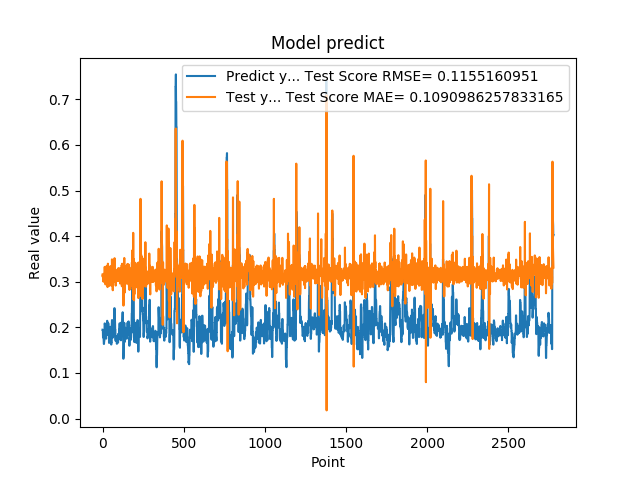 Model predict
Predict y... Test Score RMSE= 0.1155160951
Test y... Test Score MAE= 0.1090986257833165
Real value
0.7
0.6
0.5
0.4
0.3
0.2
0.1
0.0
0
500
1000
1500
2000
2500
Point